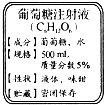 葡萄糖注射液
(C₆H₁₂O₆)
【成分】葡萄糖、水
【规格】500 mL
质量分数 5%
【性状】液体，味甜
【贮藏】密闭保存